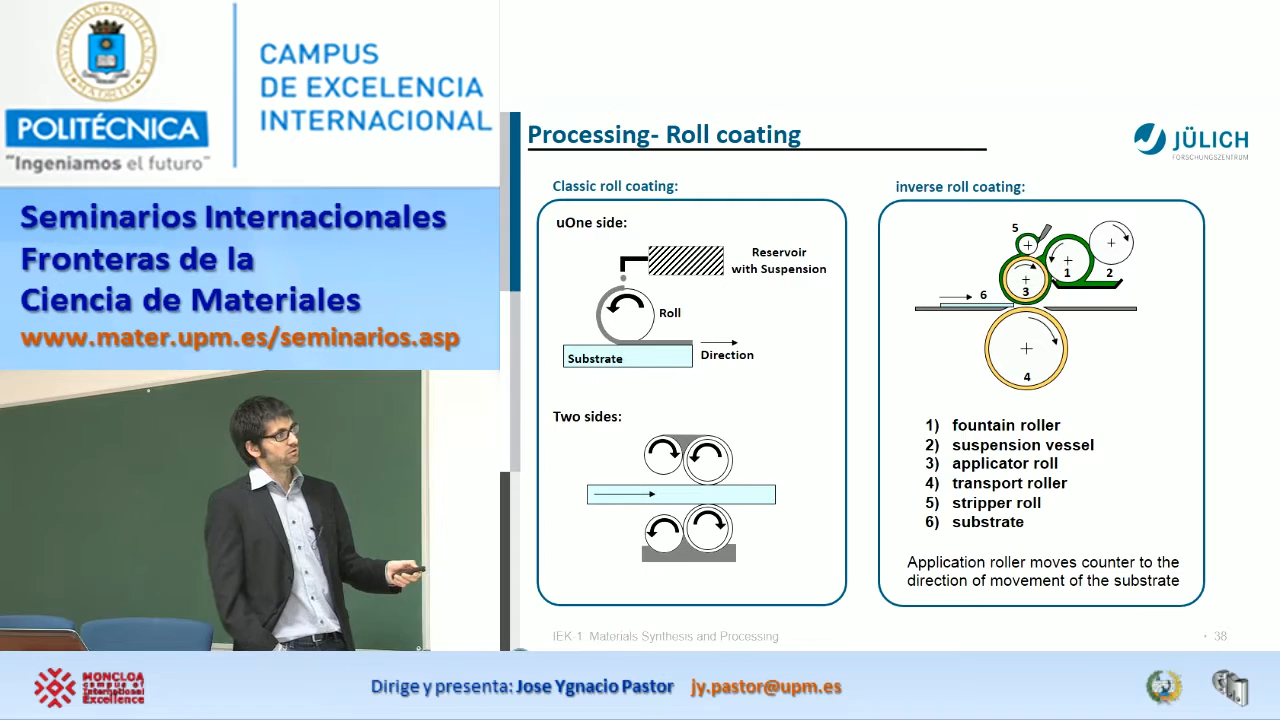 CAMPUS
DE EXCELENCIA
INTERNACIONAL
POLITÉCNICA
"Ingeniamos el futuro"
Seminarios Internacionales
Fronteras de la
Ciencia de Materiales
www.mater.upm.es/seminarios.asp
Processing- Roll coating
JÜLICH
FORSCHUNGSZENTRUM
Classic roll coating:
uOne side:
Reservoir
with Suspension
Roll
Substrate
Direction
Two sides:
inverse roll coating:
5
1
2
3
6
4
1) fountain roller
2) suspension vessel
3) applicator roll
4) transport roller
5) stripper roll
6) substrate
Application roller moves counter to the
direction of movement of the substrate
IEK-1 Materials Synthesis and Processing
38
MONCLOA
campus of
International
Excellence
Dirige y presenta: Jose Ygnacio Pastor jy.pastor@upm.es